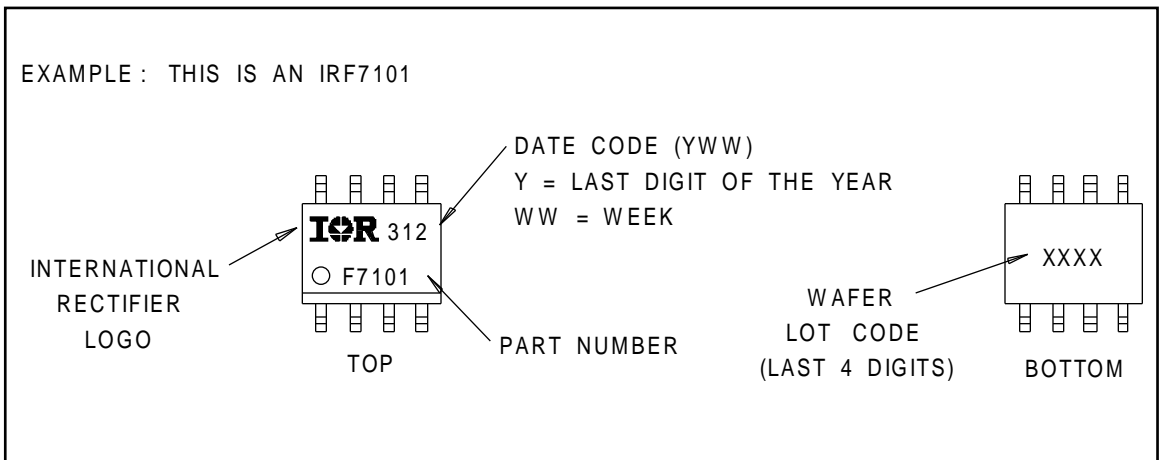 EXAMPLE : THIS IS AN IRF7101
DATE CODE (YWW)
Y = LAST DIGIT OF THE YEAR
WW = WEEK
IOR 312
F7101
INTERNATIONAL
RECTIFIER
LOGO
TOP
PART NUMBER
XXXX
WAFER
LOT CODE
(LAST 4 DIGITS)
BOTTOM